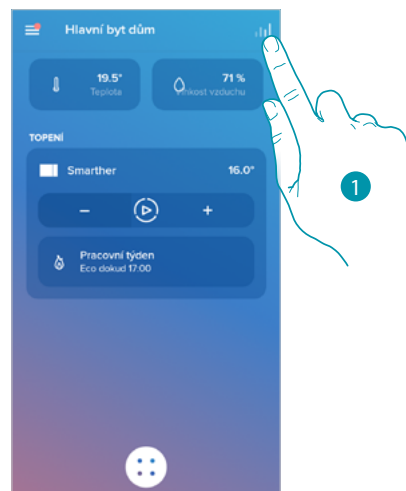 Hlavní byt dům
19.5°
Teplota
71 %
vlhkost vzduchu
TOPENÍ
Smarther
16.0°
Pracovní týden
Eco dokud 17:00
1